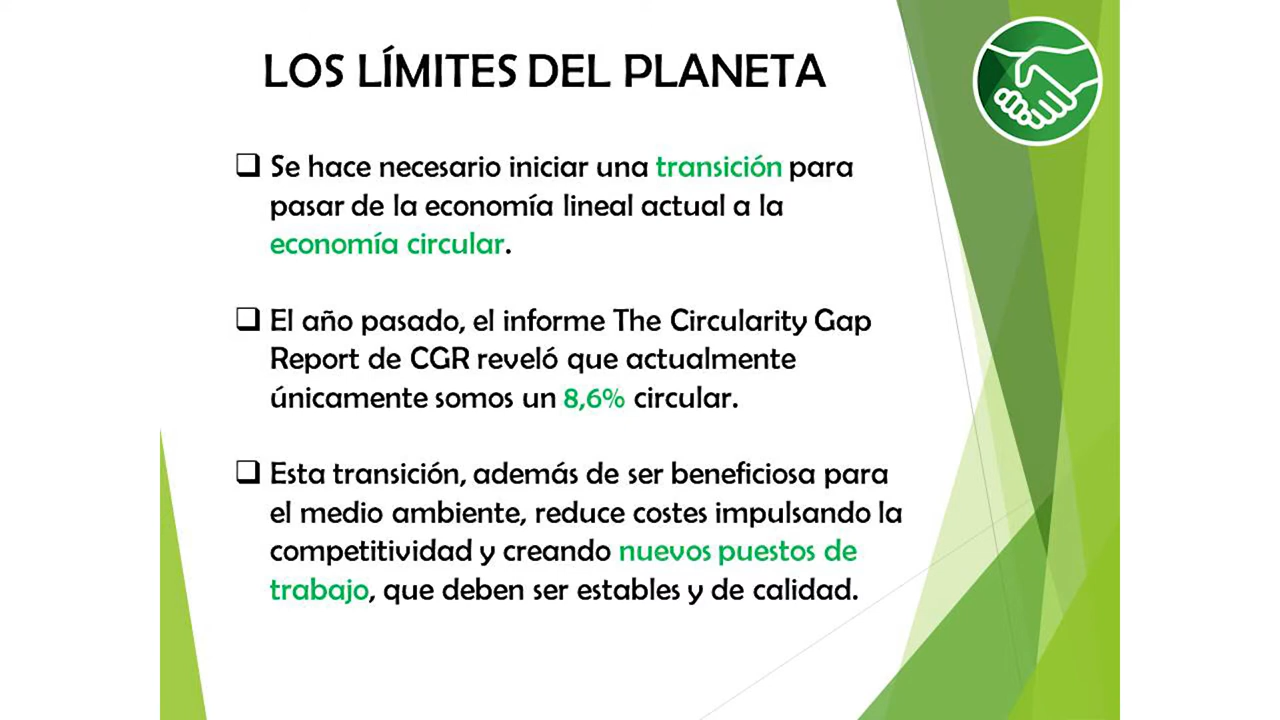 LOS LÍMITES DEL PLANETA
Se hace necesario iniciar una transición para
pasar de la economía lineal actual a la
economía circular.
El año pasado, el informe The Circularity Gap
Report de CGR reveló que actualmente
únicamente somos un 8,6% circular.
Esta transición, además de ser beneficiosa para
el medio ambiente, reduce costes impulsando la
competitividad y creando nuevos puestos de
trabajo, que deben ser estables y de calidad.